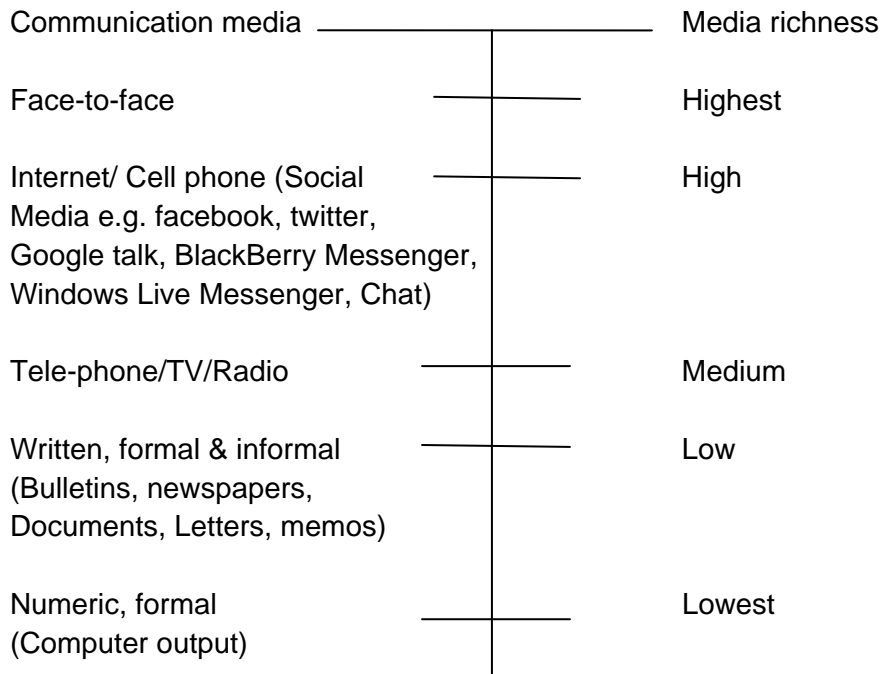 Communication media Media richness
Face-to-face Highest
Internet/ Cell phone (Social High
Media e.g. facebook, twitter,
Google talk, BlackBerry Messenger,
Windows Live Messenger, Chat)
Tele-phone/TV/Radio Medium
Written, formal & informal Low
(Bulletins, newspapers,
Documents, Letters, memos)
Numeric, formal Lowest
(Computer output)